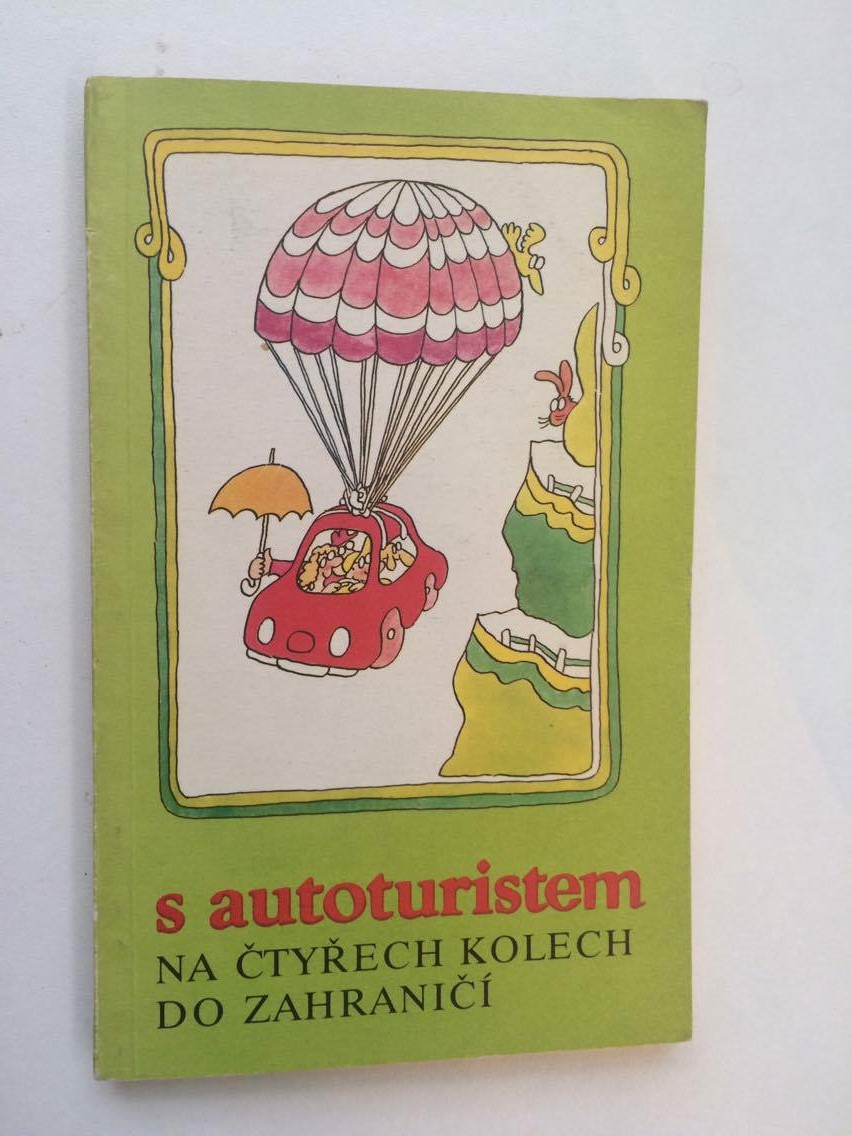 s autoturistem
NA ČTYŘECH KOLECH
DO ZAHRANIČÍ